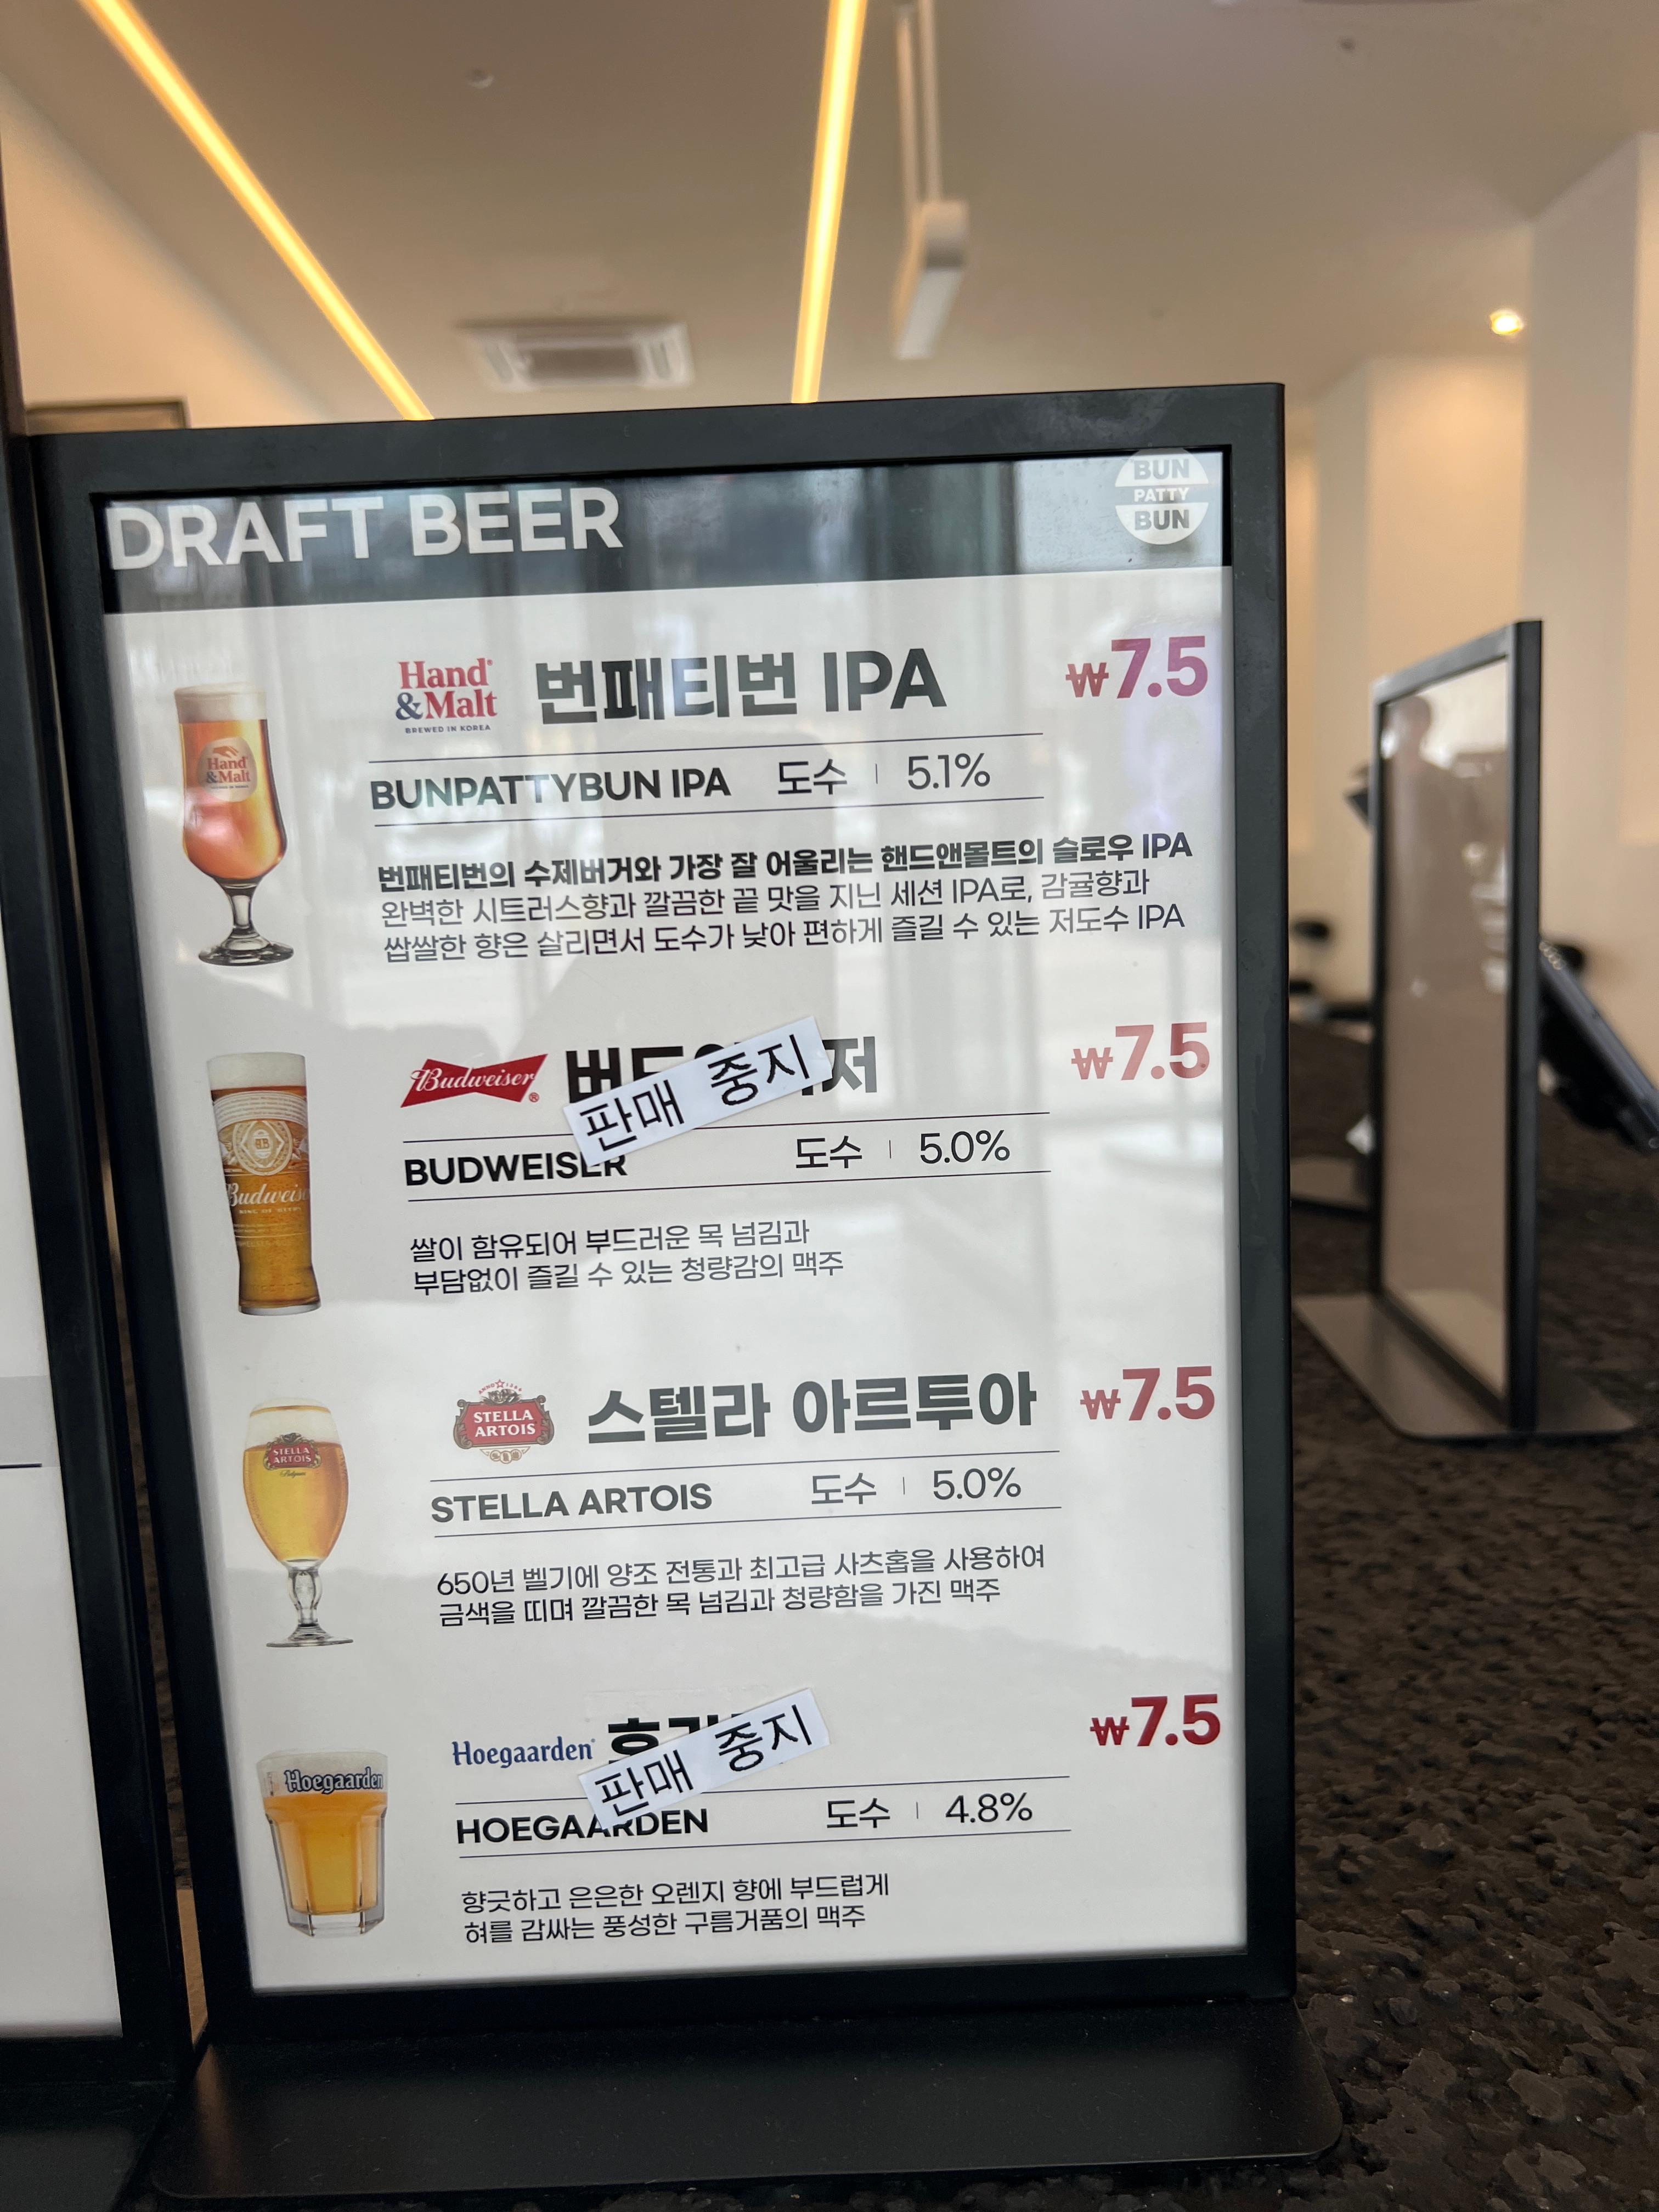 DRAFT BEER
BUN
PATTY
BUN
Hand
&Malt
BREWED IN KOREA
번패티번 IPA
₩7.5
Hand
&Malt
BUNPATTYBUN IPA 도수 | 5.1%
번패티번의 수제버거와 가장 잘 어울리는 핸드앤몰트의 슬로우 IPA
완벽한 시트러스향과 깔끔한 끝 맛을 지닌 세션 IPA로, 감귤향과
쌉쌀한 향은 살리면서 도수가 낮아 편하게 즐길 수 있는 저도수 IPA
Budweiser
판매 중지
₩7.5
BUDWEISER 도수 | 5.0%
쌀이 함유되어 부드러운 목 넘김과
부담없이 즐길 수 있는 청량감의 맥주
STELLA
ARTOIS
스텔라 아르투아
₩7.5
STELLA
ARTOIS
STELLA ARTOIS 도수 | 5.0%
650년 벨기에 양조 전통과 최고급 사츠홉을 사용하여
금색을 띠며 깔끔한 목 넘김과 청량함을 가진 맥주
Hoegaarden
판매 중지
₩7.5
Hoegaarden
HOEGAARDEN 도수 | 4.8%
향긋하고 은은한 오렌지 향에 부드럽게
혀를 감싸는 풍성한 구름거품의 맥주